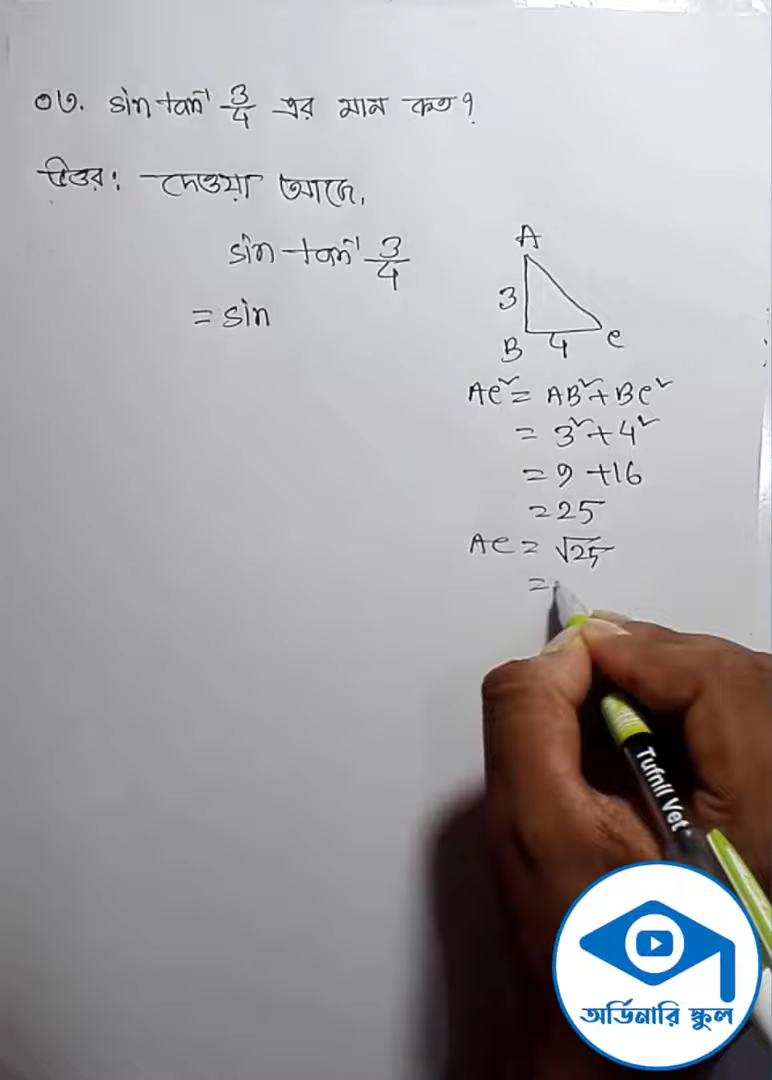 ০৩. sin tan⁻¹ 3/4 এর মান কত?
উত্তর: দেওয়া আছে,
sin tan⁻¹ 3/4
= sin
A
3
B 4 C
AC² = AB² + BC²
= 3² + 4²
= 9 + 16
= 25
AC = √25
=
Tufnil Vet
অর্ডিনারি স্কুল